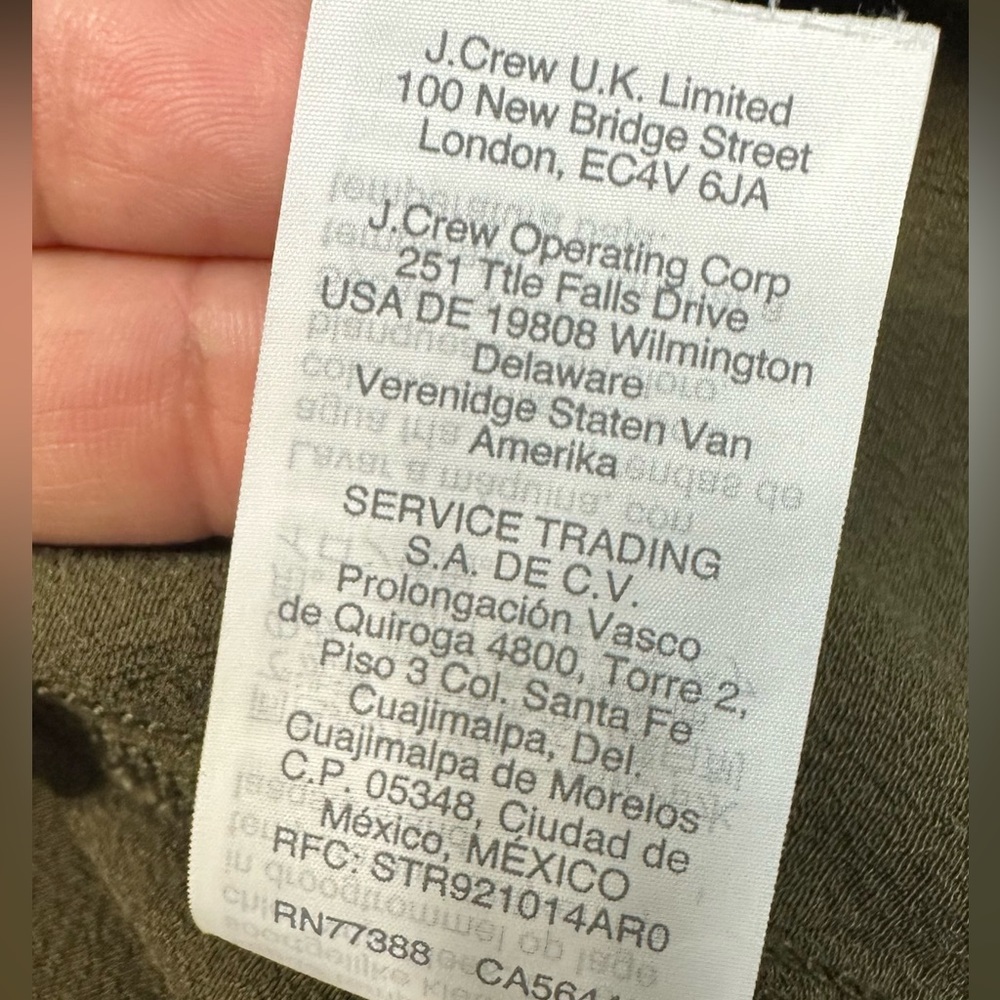 J.Crew U.K. Limited
100 New Bridge Street
London, EC4V 6JA
J.Crew Operating Corp
251 Ttle Falls Drive
USA DE 19808 Wilmington
Delaware
Verenidge Staten Van
Amerika
SERVICE TRADING
S.A. DE C.V.
Prolongación Vasco
de Quiroga 4800, Torre 2,
Piso 3 Col. Santa Fe
Cuajimalpa, Del.
Cuajimalpa de Morelos
C.P. 05348, Ciudad de
México, MÉXICO
RFC: STR921014AR0
RN77388